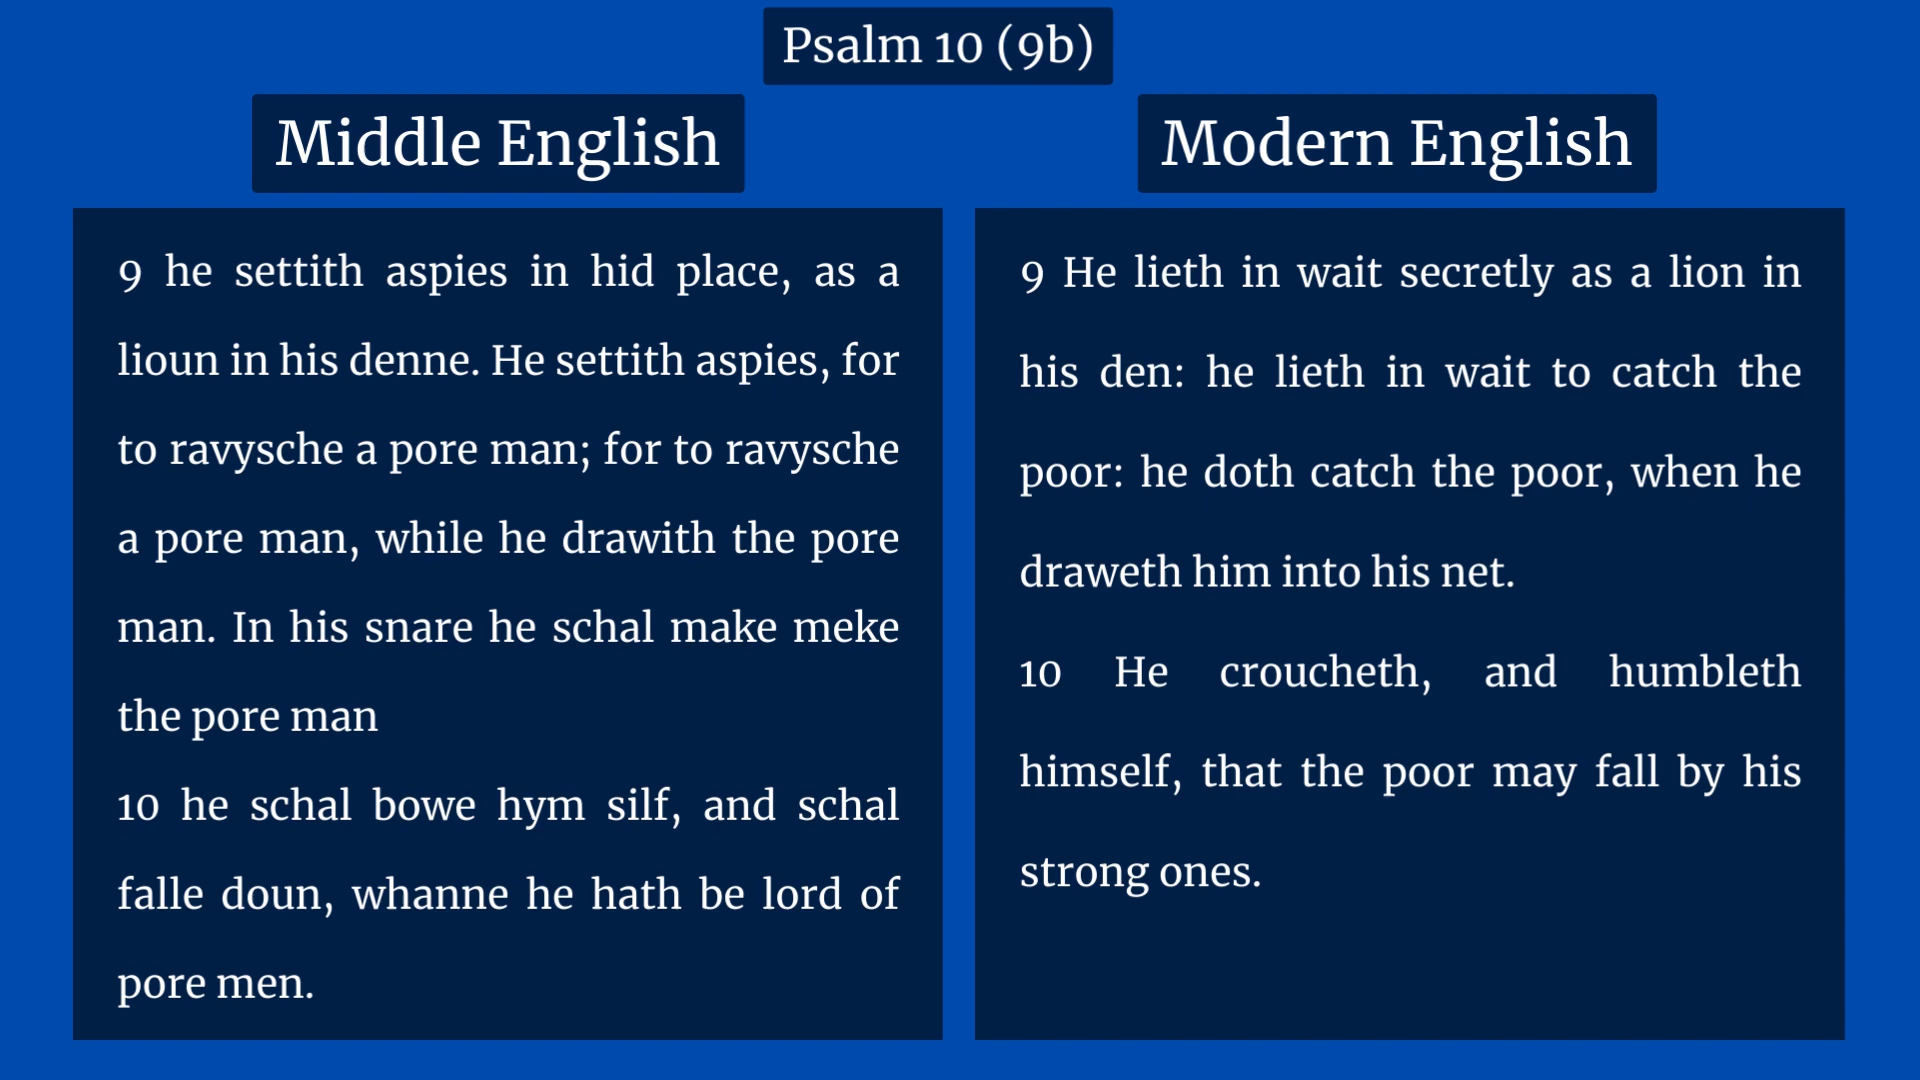 Psalm 10 (9b)
Middle English
Modern English
9 he settith aspies in hid place, as a
lioun in his denne. He settith aspies, for
to ravysche a pore man; for to ravysche
a pore man, while he drawith the pore
man. In his snare he schal make meke
the pore man
10 he schal bowe hym silf, and schal
falle doun, whanne he hath be lord of
pore men.
9 He lieth in wait secretly as a lion in
his den: he lieth in wait to catch the
poor: he doth catch the poor, when he
draweth him into his net.
10 He croucheth, and humbleth
himself, that the poor may fall by his
strong ones.